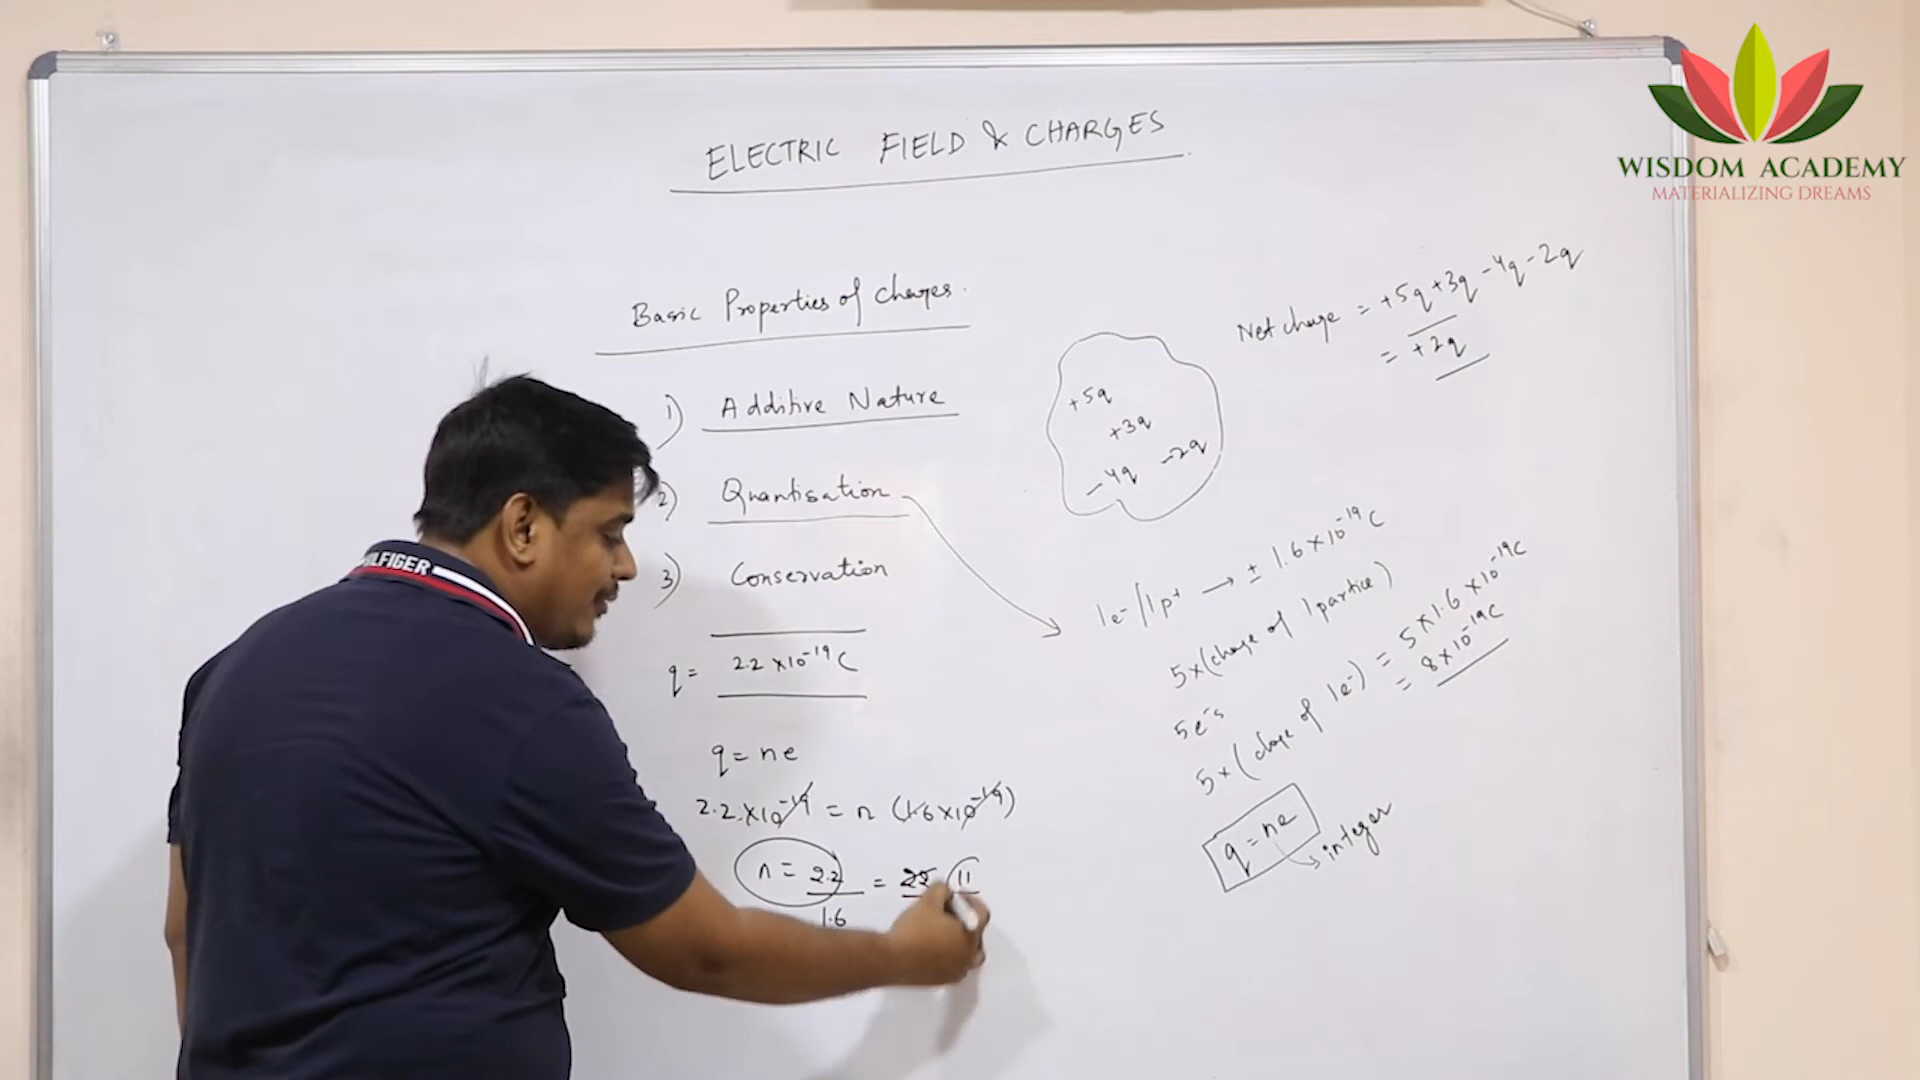 WISDOM ACADEMY
MATERIALIZING DREAMS
ELECTRIC FIELD & CHARGES
Basic Properties of charges.
1) Additive Nature
2) Quantisation
3) Conservation
q = 2.2 × 10⁻¹⁹ C
q = ne
2.2 × 10⁻¹⁹ = n (1.6 × 10⁻¹⁹)
n = 2.2 / 1.6 = 22 11
+5q
+3q
-4q -2q
Net charge = +5q +3q -4q -2q
= +2q
1e⁻/1p⁺ → ± 1.6 × 10⁻¹⁹ C
5×(charge of 1 partice)
5e⁻s
5×(charge of 1e⁻) = 5 × 1.6 × 10⁻¹⁹ C
= 8 × 10⁻¹⁹ C
q = ne → integer